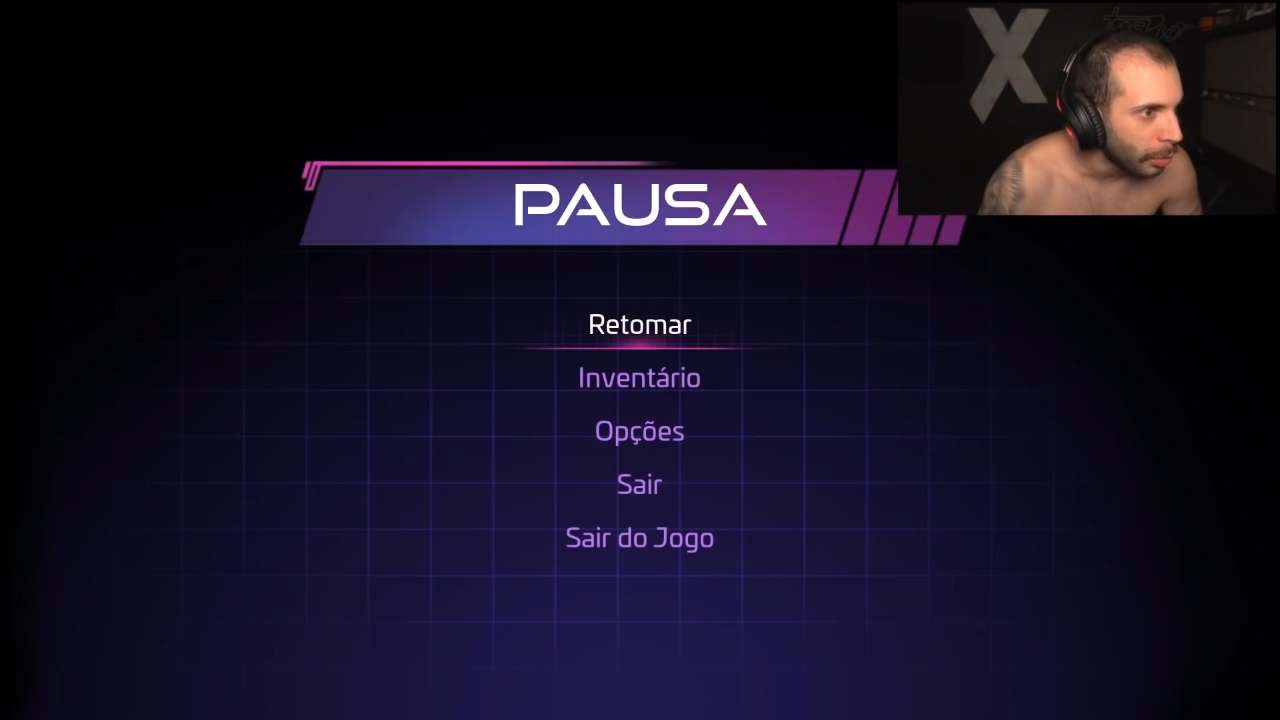 PAUSA
Retomar
Inventário
Opções
Sair
Sair do Jogo